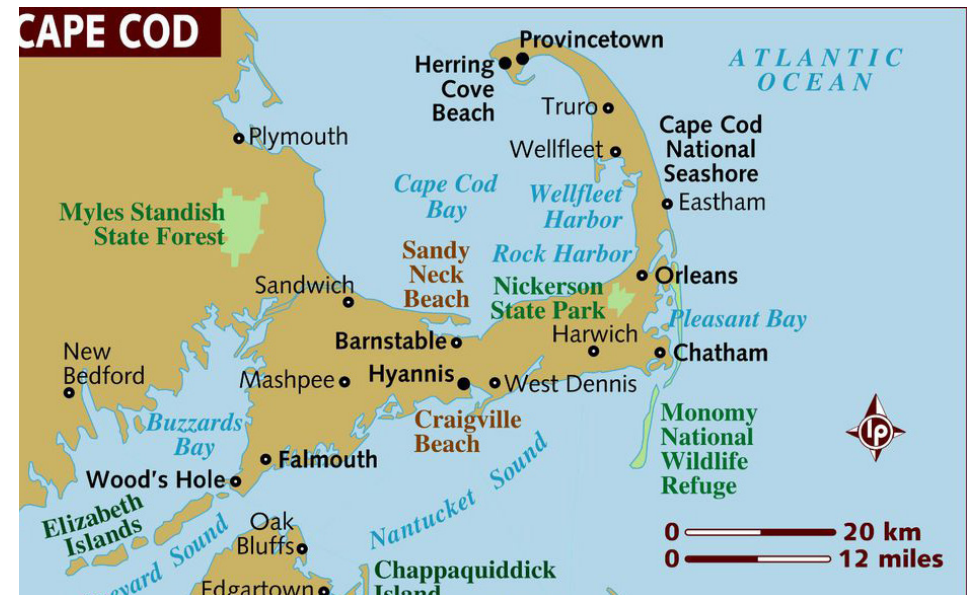 CAPE COD
Provincetown
Herring
Cove
Beach
ATLANTIC
OCEAN
Truro
Plymouth
Wellfleet
Cape Cod
National
Seashore
Cape Cod
Bay
Wellfleet
Harbor
Eastham
Myles Standish
State Forest
Sandy
Neck
Beach
Rock Harbor
Orleans
Sandwich
Nickerson
State Park
Pleasant Bay
Barnstable
Harwich
Chatham
New
Bedford
Mashpee
Hyannis
West Dennis
Buzzards
Bay
Craigville
Beach
Monomy
National
Wildlife
Refuge
lp
Falmouth
Wood's Hole
Nantucket Sound
Elizabeth
Islands
eyard Sound
Oak
Bluffs
0 20 km
0 12 miles
Chappaquiddick
Island
Edgartown